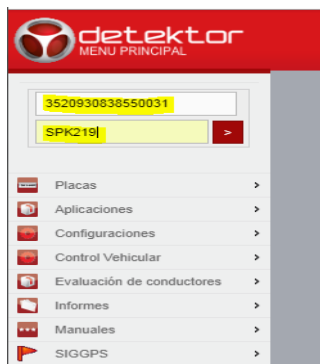 detektor
MENU PRINCIPAL
3520930838550031
SPK219
>
Placas >
Aplicaciones >
Configuraciones >
Control Vehicular >
Evaluación de conductores >
Informes >
Manuales >
SIGGPS >